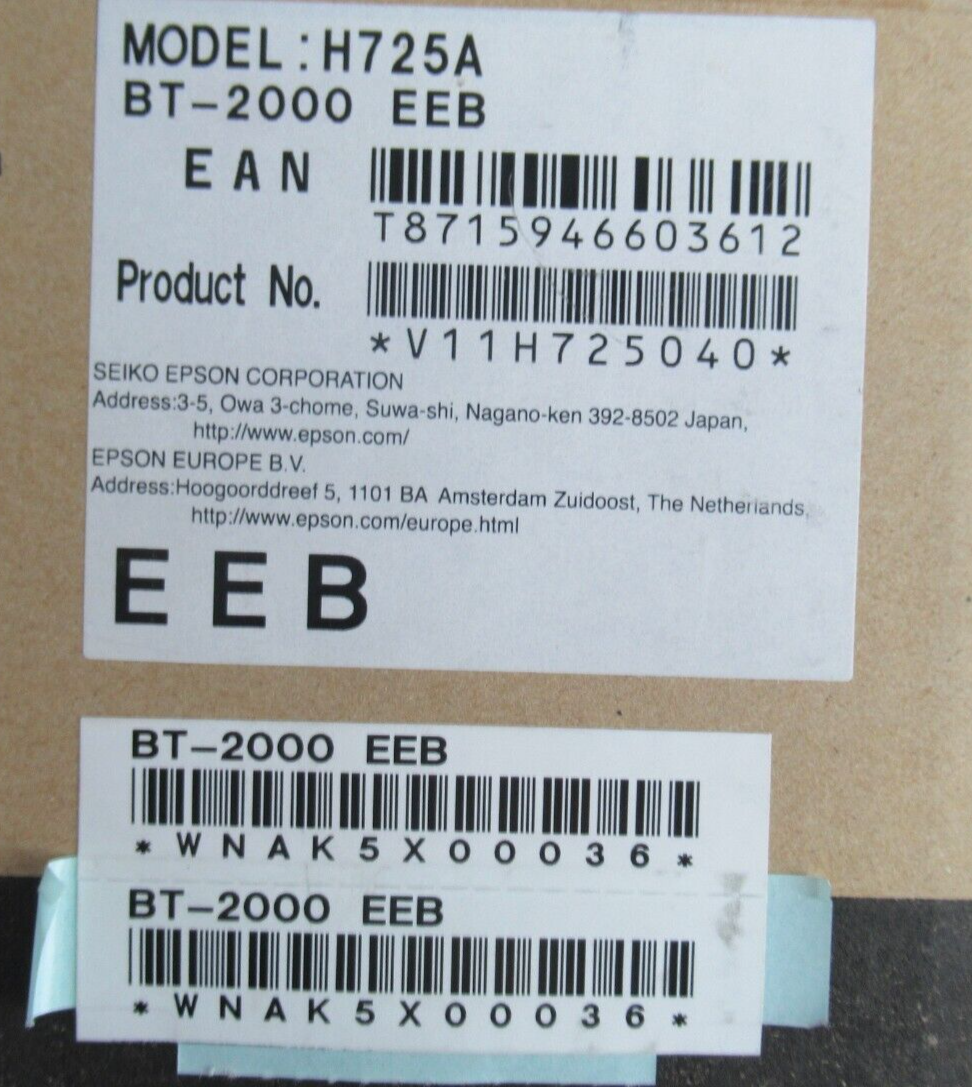 MODEL:H725A
BT-2000 EEB
EAN
T8715946603612
Product No.
*V11H725040*
SEIKO EPSON CORPORATION
Address:3-5, Owa 3-chome, Suwa-shi, Nagano-ken 392-8502 Japan,
http://www.epson.com/
EPSON EUROPE B.V.
Address:Hoogoorddreef 5, 1101 BA Amsterdam Zuidoost, The Netherlands,
http://www.epson.com/europe.html
EEB
BT-2000 EEB
*WNAK5X00036*
BT-2000 EEB
*WNAK5X00036*